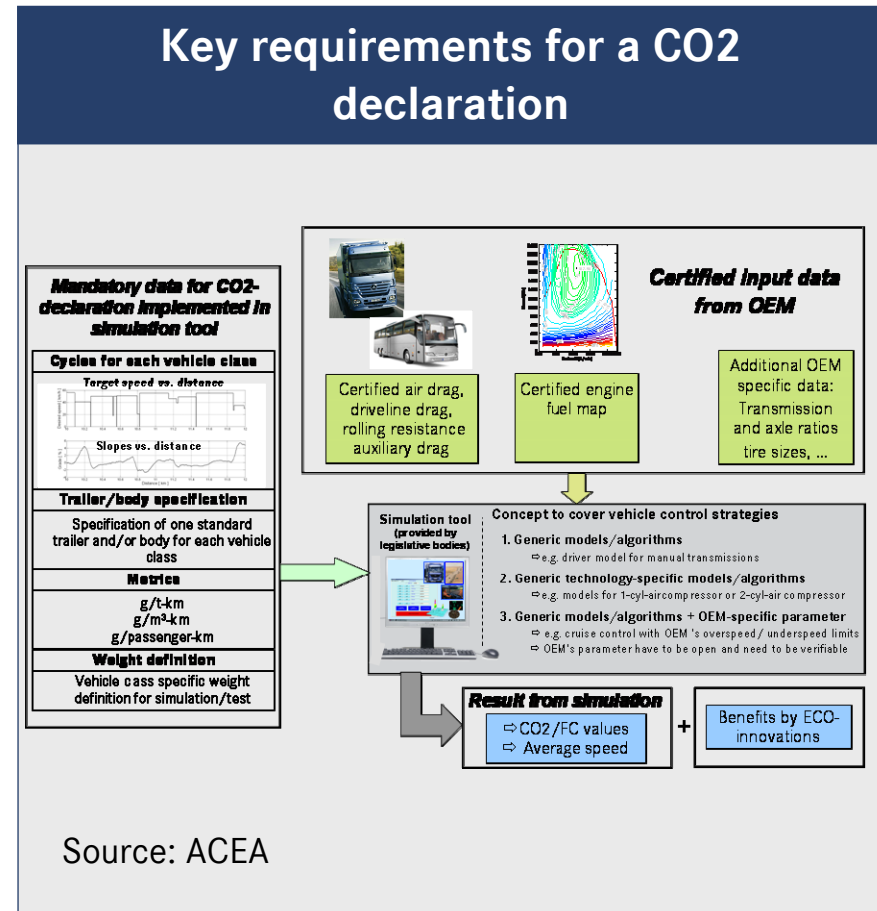 Key requirements for a CO2
declaration
Mandatory data for CO2-
declaration implemented in
simulation tool
Cycles for each vehicle class
Target speed vs. distance
Slopes vs. distance
Trailer/body specification
Specification of one standard
trailer and/or body for each vehicle
class
Metrics
g/t-km
g/m³-km
g/passenger-km
Weight definition
Vehicle class specific weight
definition for simulation/test
Certified input data
from OEM
Certified air drag,
driveline drag,
rolling resistance
auxiliary drag
Certified engine
fuel map
Additional OEM
specific data:
Transmission
and axle ratios
tire sizes, ...
Simulation tool
(provided by
legislative bodies)
Concept to cover vehicle control strategies
1. Generic models/algorithms
⇨e.g. driver model for manual transmissions
2. Generic technology-specific models/algorithms
⇨e.g. models for 1-cyl-aircompressor or 2-cyl-air compressor
3. Generic models/algorithms + OEM-specific parameter
⇨ e.g. cruise control with OEM 's overspeed / underspeed limits
⇨ OEM's parameter have to be open and need to be verifiable
Result from simulation
⇨CO2/FC values
⇨ Average speed
+
Benefits by ECO-
innovations
Source: ACEA